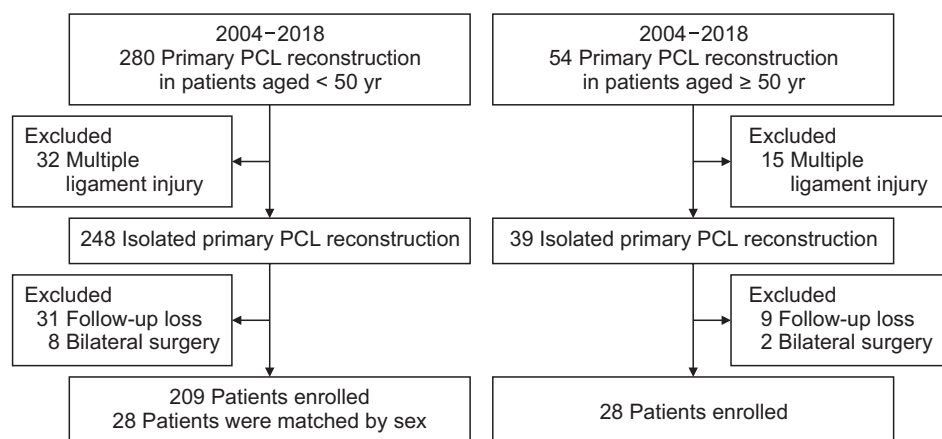 2004–2018
280 Primary PCL reconstruction
in patients aged < 50 yr
Excluded
32 Multiple
ligament injury
248 Isolated primary PCL reconstruction
Excluded
31 Follow-up loss
8 Bilateral surgery
209 Patients enrolled
28 Patients were matched by sex
2004–2018
54 Primary PCL reconstruction
in patients aged ≥ 50 yr
Excluded
15 Multiple
ligament injury
39 Isolated primary PCL reconstruction
Excluded
9 Follow-up loss
2 Bilateral surgery
28 Patients enrolled